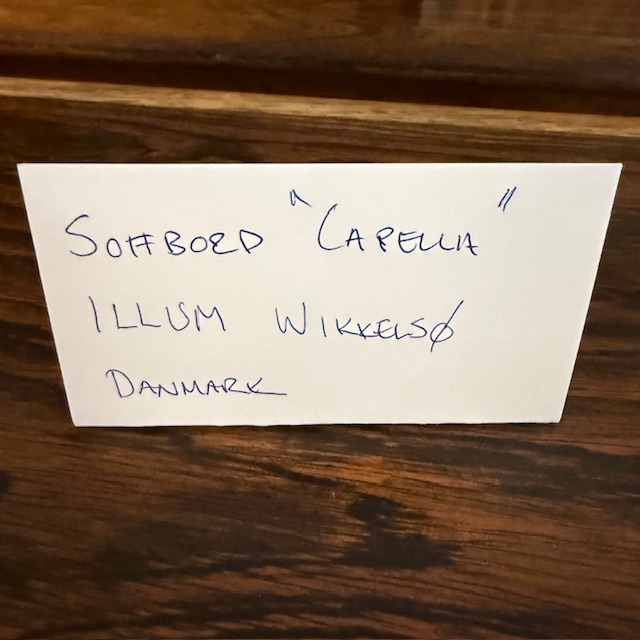 SOFFBORD "CAPELLA"
ILLUM WIKKELSØ
DANMARK